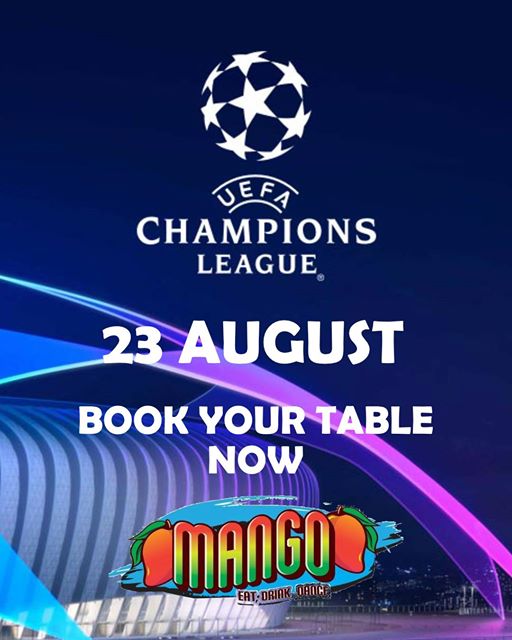 UEFA
CHAMPIONS
LEAGUE®
23 AUGUST
BOOK YOUR TABLE
NOW
MANGO
EAT, DRINK, DANCE